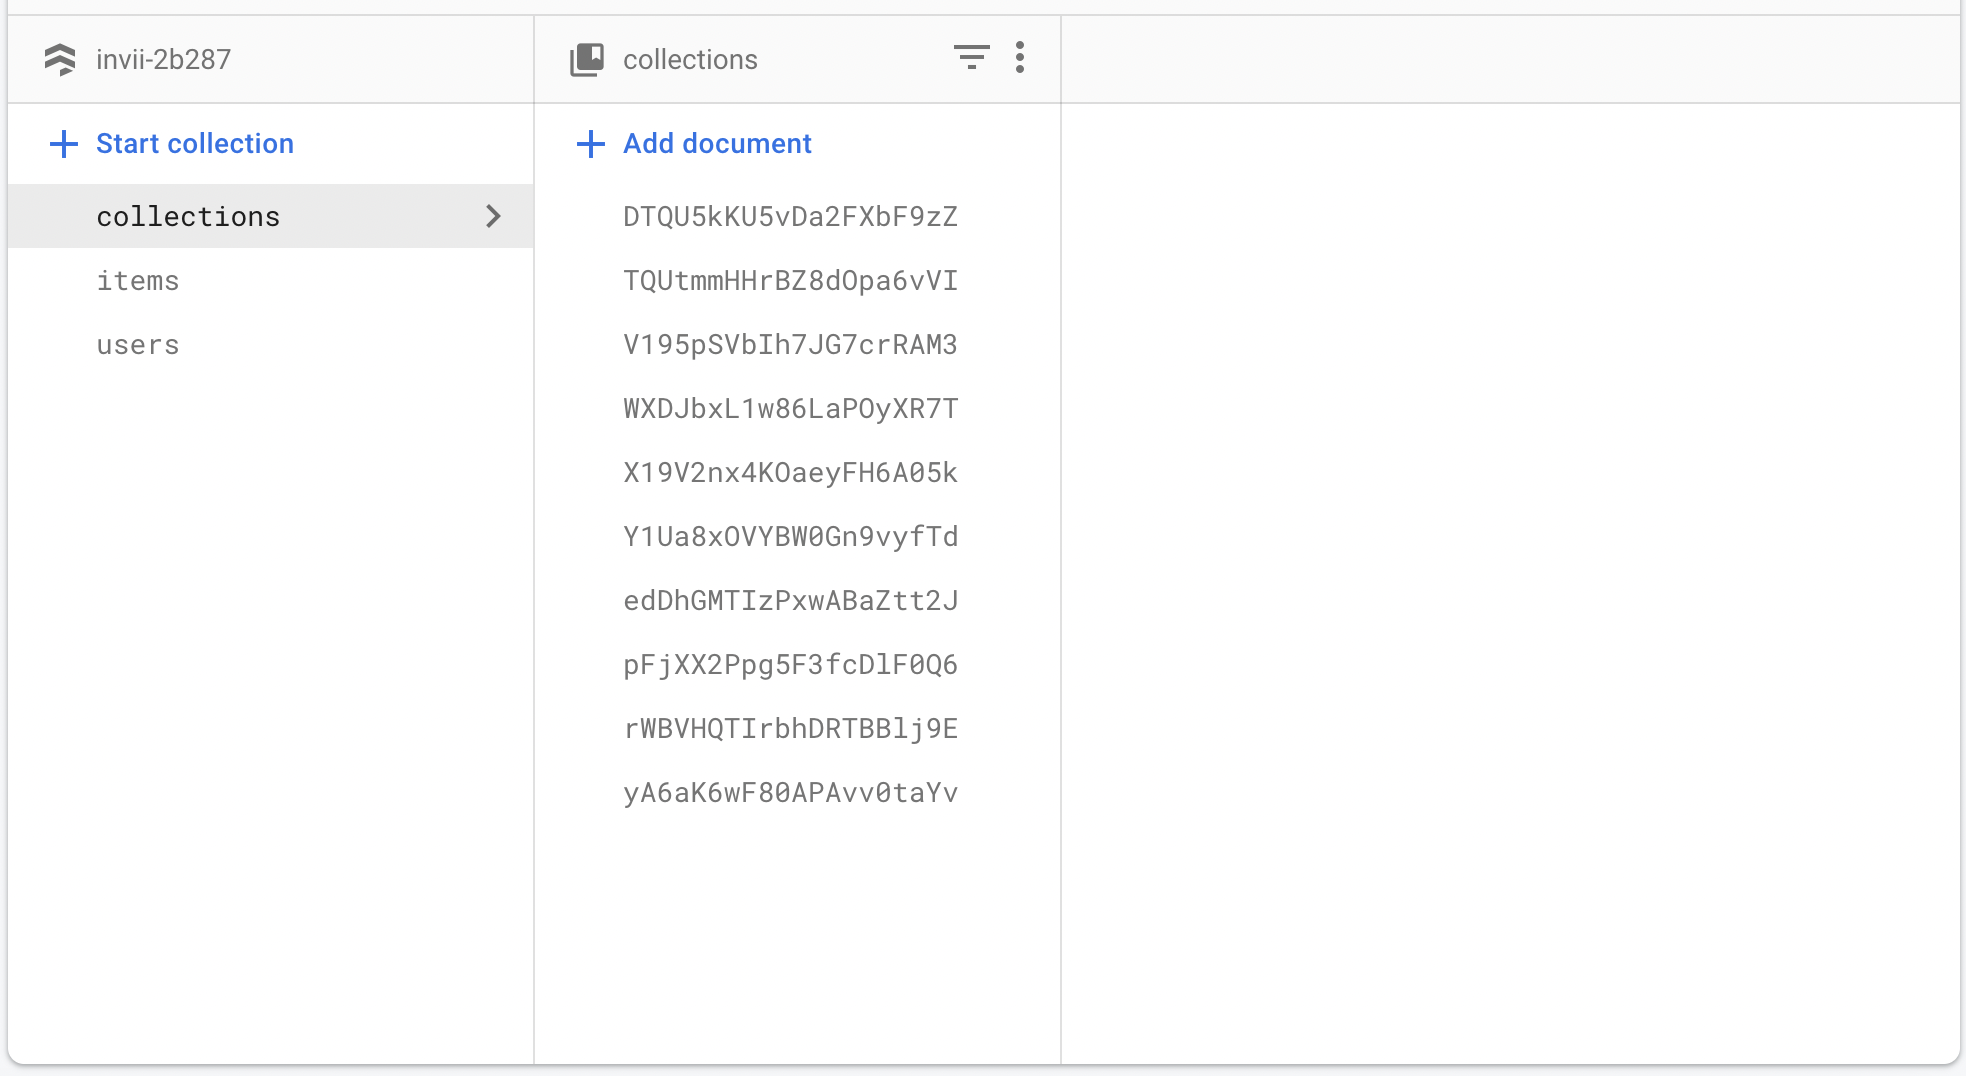 invii-2b287
collections
Start collection
Add document
collections
items
users
DTQU5kKU5vDa2FXbF9zZ
TQUtmmHHrBZ8dOpa6vVI
V195pSVbIh7JG7crRAM3
WXDJbxL1w86LaPOyXR7T
X19V2nx4KOaeyFH6A05k
Y1Ua8xOVYBW0Gn9vyfTd
edDhGMTIzPxwABaZtt2J
pFjXX2Ppg5F3fcDlF0Q6
rWBVHQTIrbhDRTBBlj9E
yA6aK6wF80APAvv0taYv